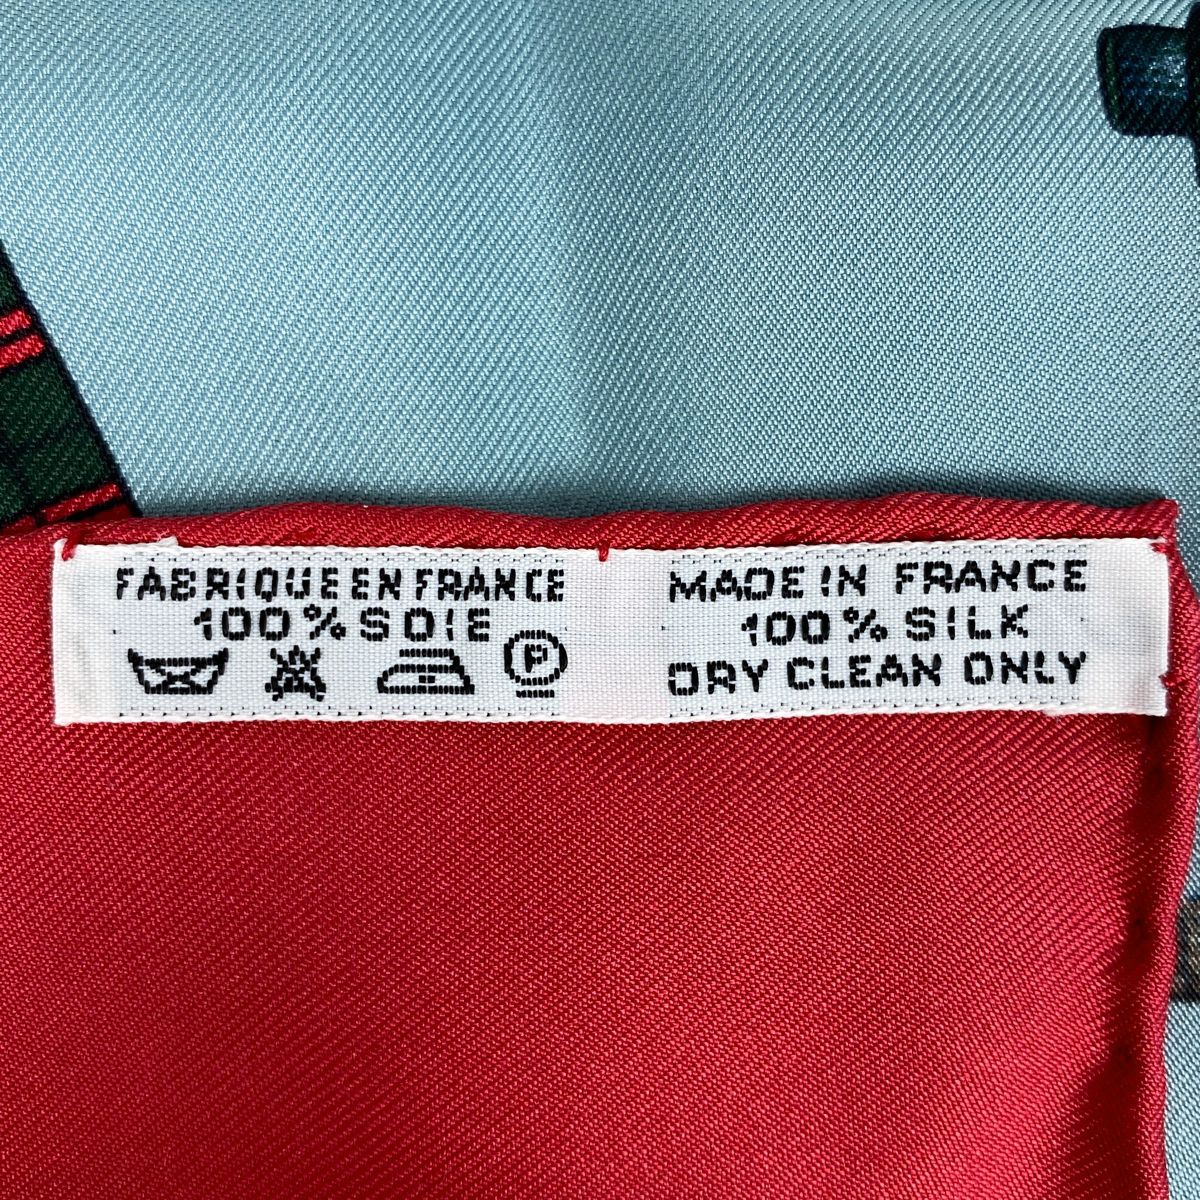 FABRIQUE EN FRANCE
100% SOIE
P
MADE IN FRANCE
100% SILK
DRY CLEAN ONLY